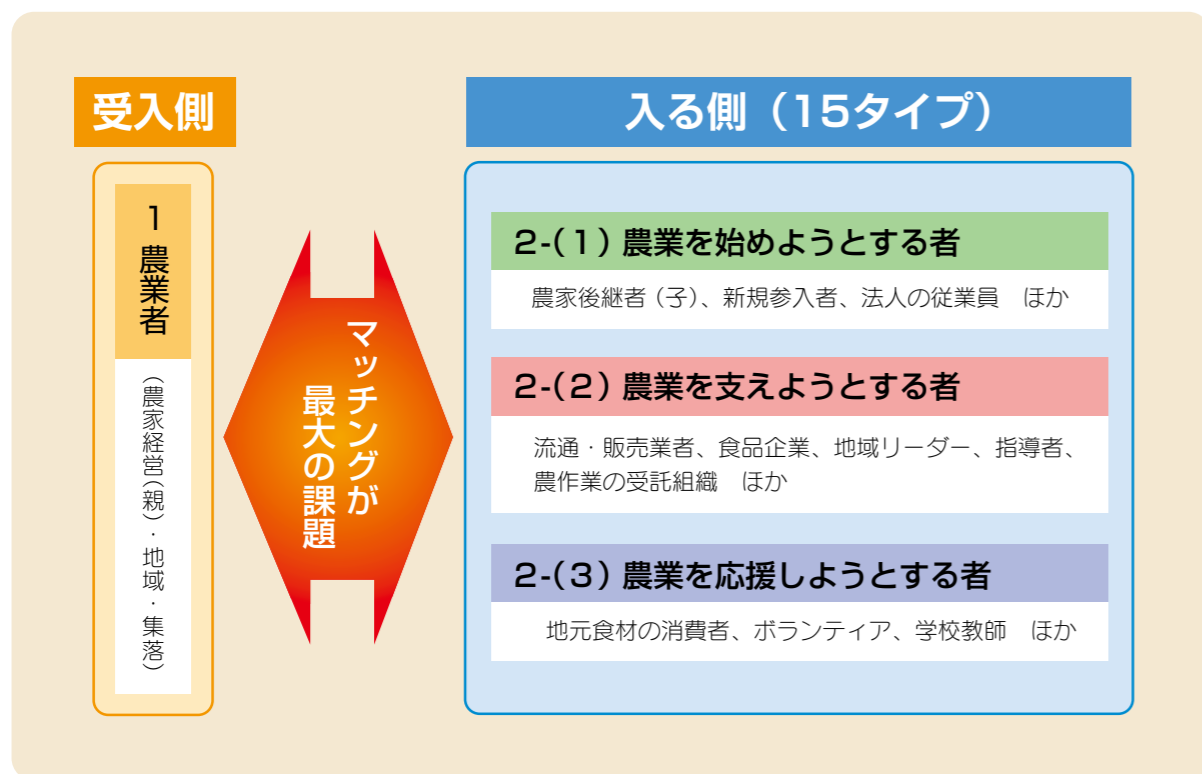 受入側
1 農業者
（農家経営（親）・地域・集落）
マッチングが
最大の課題
入る側（15タイプ）
2-（1）農業を始めようとする者
農家後継者（子）、新規参入者、法人の従業員　ほか
2-（2）農業を支えようとする者
流通・販売業者、食品企業、地域リーダー、指導者、
農作業の受託組織　ほか
2-（3）農業を応援しようとする者
地元食材の消費者、ボランティア、学校教師　ほか